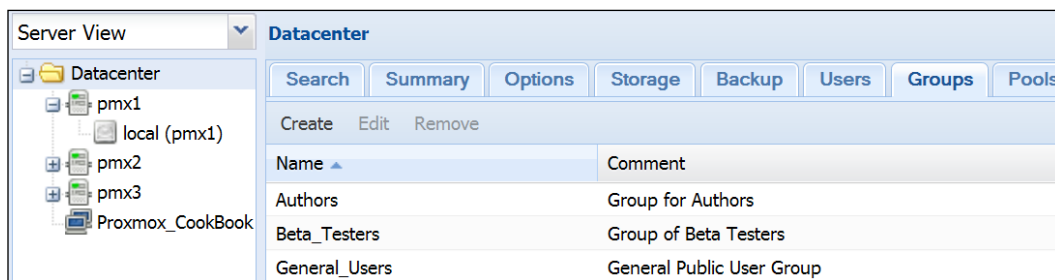 Server View
Datacenter
pmx1
local (pmx1)
pmx2
pmx3
Proxmox_CookBook
Datacenter
Search Summary Options Storage Backup Users Groups Pools
Create Edit Remove
Name Comment
Authors Group for Authors
Beta_Testers Group of Beta Testers
General_Users General Public User Group